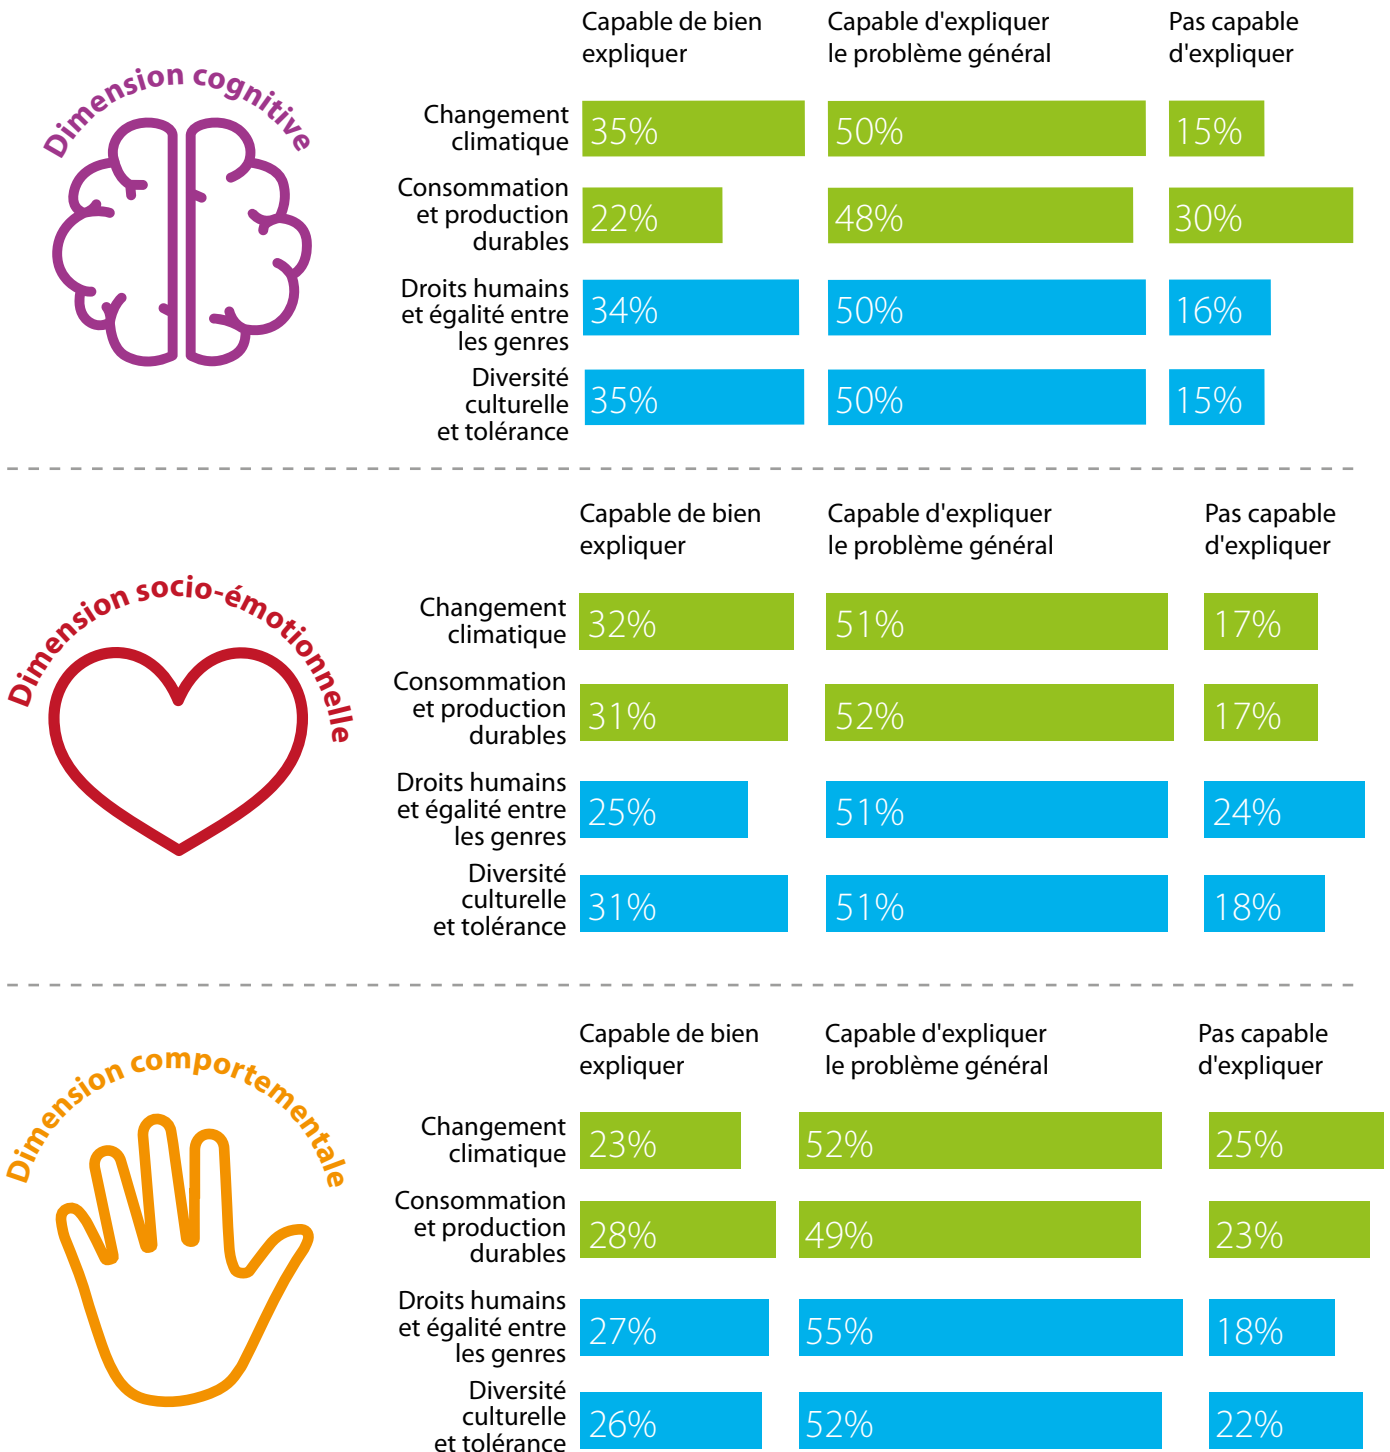 Dimension cognitive
Capable de bien
expliquer
Capable d'expliquer
le problème général
Pas capable
d'expliquer
Changement
climatique
35%
50%
15%
Consommation
et production
durables
22%
48%
30%
Droits humains
et égalité entre
les genres
34%
50%
16%
Diversité
culturelle
et tolérance
35%
50%
15%
Dimension socio-émotionnelle
Capable de bien
expliquer
Capable d'expliquer
le problème général
Pas capable
d'expliquer
Changement
climatique
32%
51%
17%
Consommation
et production
durables
31%
52%
17%
Droits humains
et égalité entre
les genres
25%
51%
24%
Diversité
culturelle
et tolérance
31%
51%
18%
Dimension comportementale
Capable de bien
expliquer
Capable d'expliquer
le problème général
Pas capable
d'expliquer
Changement
climatique
23%
52%
25%
Consommation
et production
durables
28%
49%
23%
Droits humains
et égalité entre
les genres
27%
55%
18%
Diversité
culturelle
et tolérance
26%
52%
22%